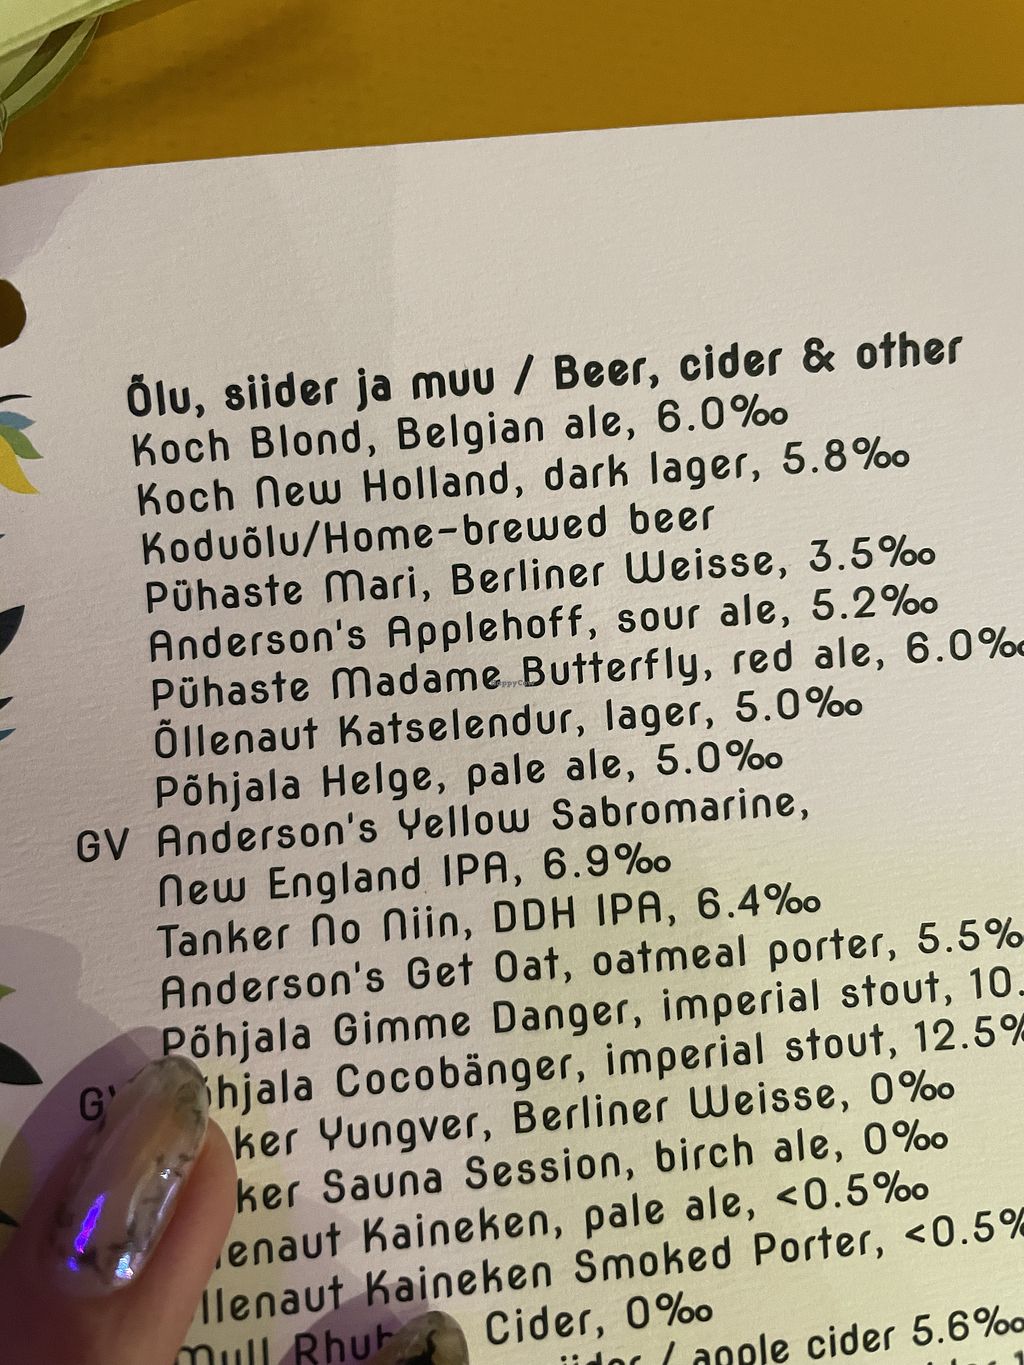 Õlu, siider ja muu / Beer, cider & other
Koch Blond, Belgian ale, 6.0‰
Koch New Holland, dark lager, 5.8‰
Koduõlu/Home-brewed beer
Pühaste Mari, Berliner Weisse, 3.5‰
Anderson's Applehoff, sour ale, 5.2‰
Pühaste Madame Butterfly, red ale, 6.0‰
Õllenaut Katselendur, lager, 5.0‰
Põhjala Helge, pale ale, 5.0‰
GV Anderson's Yellow Sabromarine,
New England IPA, 6.9‰
Tanker No Niin, DDH IPA, 6.4‰
Anderson's Get Oat, oatmeal porter, 5.5‰
Põhjala Gimme Danger, imperial stout, 10.
Cocobänger, imperial stout, 12.5‰
Yungver, Berliner Weisse, 0‰
Sauna Session, birch ale, 0‰
Kaineken, pale ale, <0.5‰
Kaineken Smoked Porter, <0.5‰
Mull Cider, 0‰
/ apple cider 5.6‰